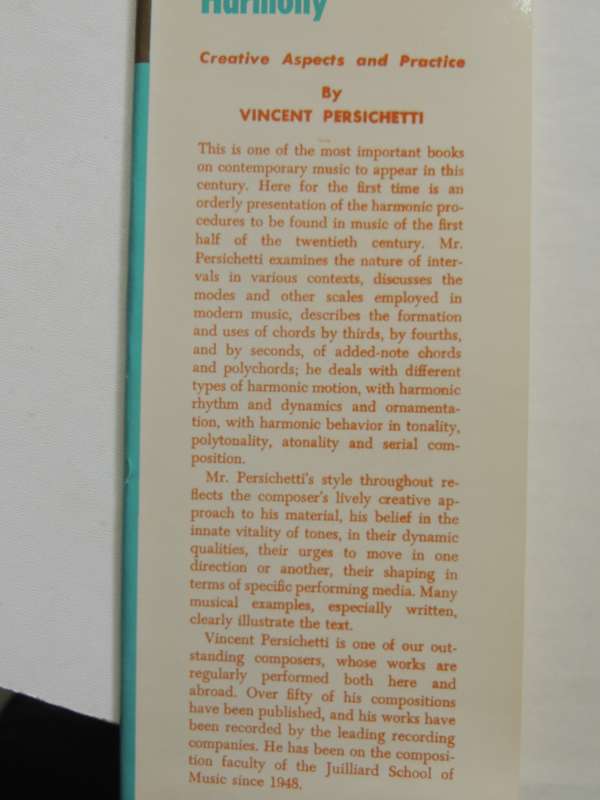 Harmony
Creative Aspects and Practice
By
VINCENT PERSICHETTI
This is one of the most important books
on contemporary music to appear in this
century. Here for the first time is an
orderly presentation of the harmonic pro-
cedures to be found in music of the first
half of the twentieth century. Mr.
Persichetti examines the nature of inter-
vals in various contexts, discusses the
modes and other scales employed in
modern music, describes the formation
and uses of chords by thirds, by fourths,
and by seconds, of added-note chords
and polychords; he deals with different
types of harmonic motion, with harmonic
rhythm and dynamics and ornamenta-
tion, with harmonic behavior in tonality,
polytonality, atonality and serial com-
position.
Mr. Persichetti's style throughout re-
flects the composer's lively creative ap-
proach to his material, his belief in the
innate vitality of tones, in their dynamic
qualities, their urges to move in one
direction or another, their shaping in
terms of specific performing media. Many
musical examples, especially written,
clearly illustrate the text.
Vincent Persichetti is one of our out-
standing composers, whose works are
regularly performed both here and
abroad. Over fifty of his compositions
have been published, and his works have
been recorded by the leading recording
companies. He has been on the composi-
tion faculty of the Juilliard School of
Music since 1948.